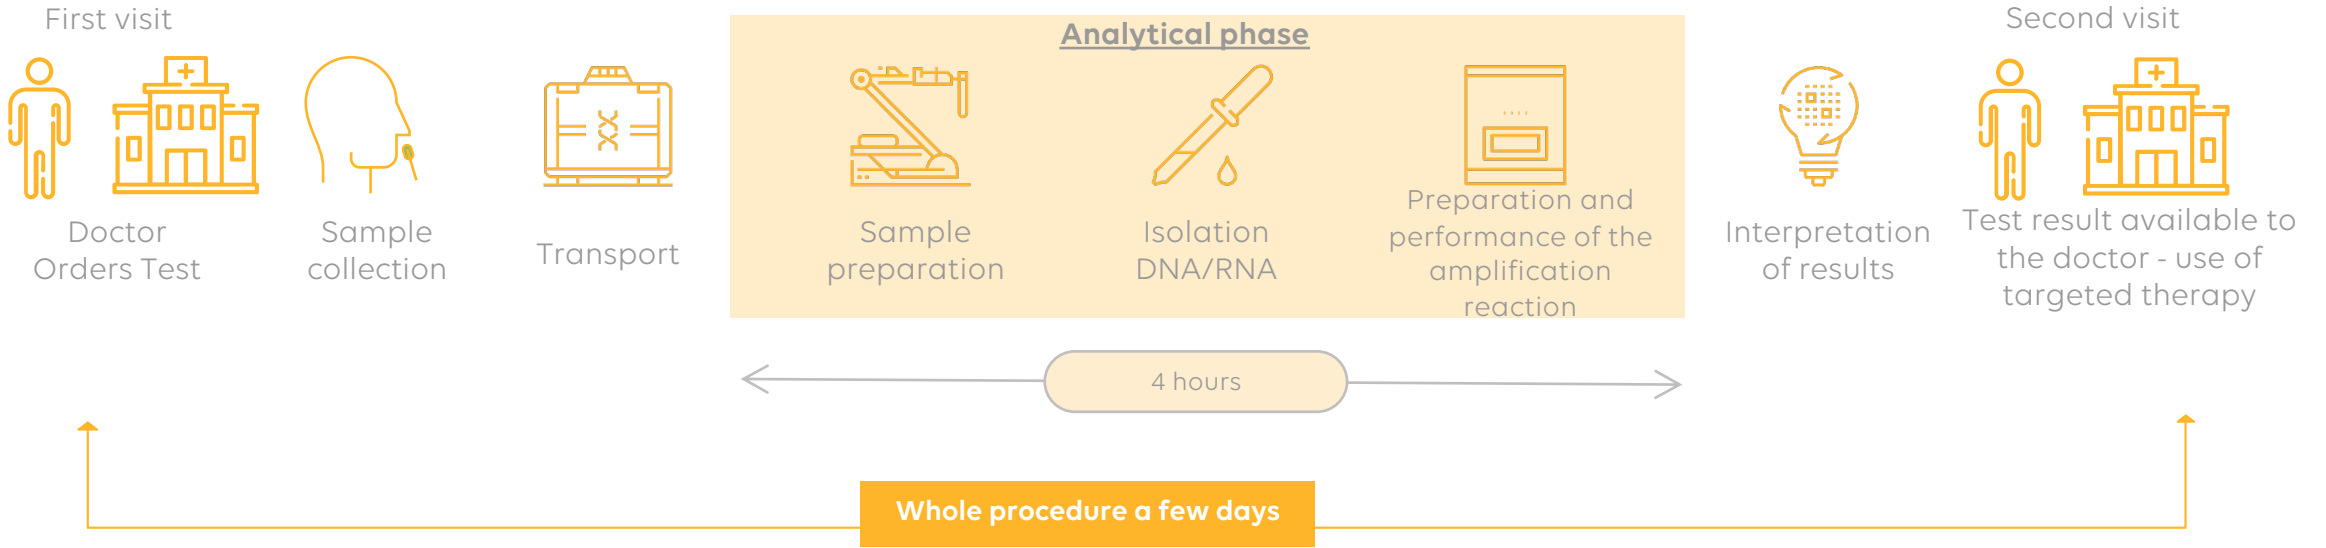 First visit
Second visit
Analytical phase
Doctor
Orders Test
Sample
collection
Transport
Sample
preparation
Isolation
DNA/RNA
Preparation and
performance of the
amplification
reaction
Interpretation
of results
Test result available to
the doctor - use of
targeted therapy
4 hours
Whole procedure a few days